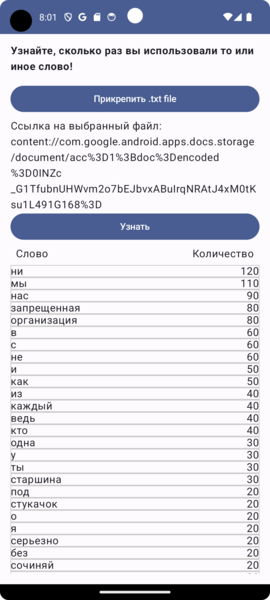 8:01
Узнайте, сколько раз вы использовали то или
иное слово!
Прикрепить .txt file
Ссылка на выбранный файл:
content://com.google.android.apps.docs.storage
/document/acc%3D1%3Bdoc%3Dencoded
%3D0INZc
_G1TfubnUHWvm2o7bEJbvxABuIrqNRAtJ4xM0tK
su1L491G168%3D
Узнать
Слово Количество
ни 120
мы 110
нас 90
запрещенная 80
организация 80
в 60
с 60
не 60
и 50
как 50
из 40
каждый 40
ведь 40
кто 40
одна 30
у 30
ты 30
старшина 30
под 20
стукачок 20
о 20
я 20
серьезно 20
без 20
сочиняй 20